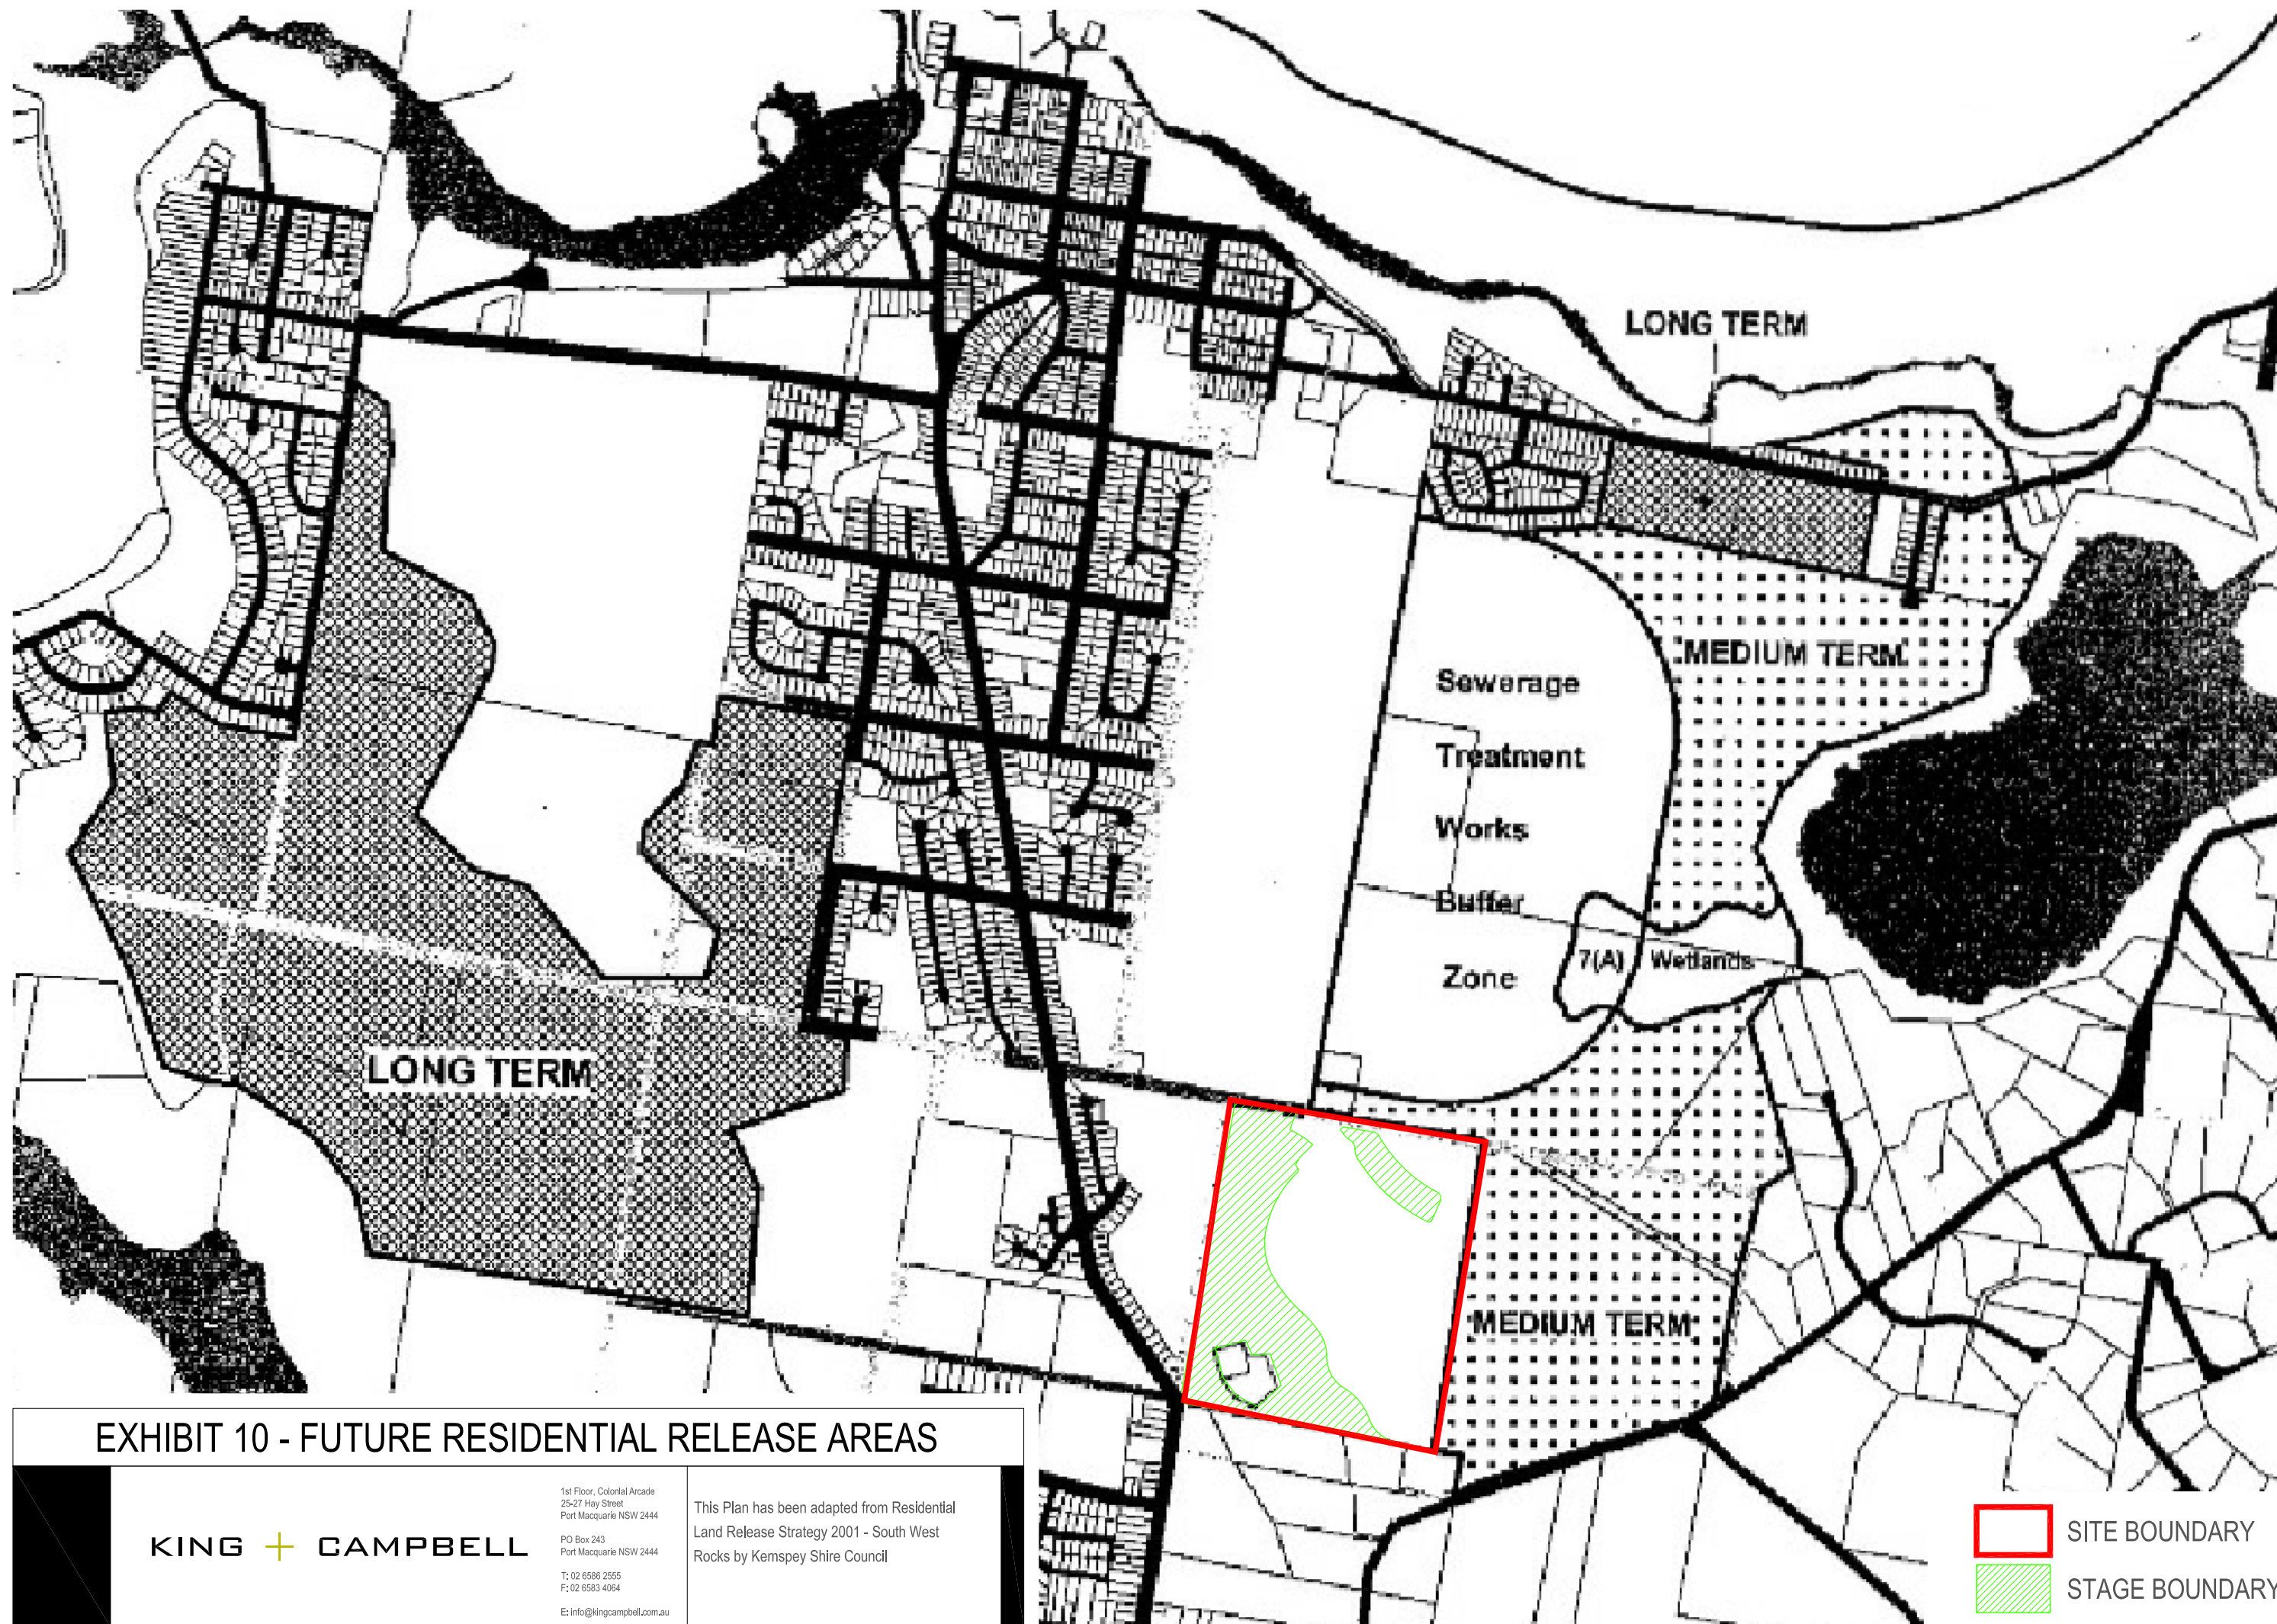 LONG TERM
MEDIUM TERM
Sewerage
Treatment
Works
Buffer
Zone
7(A) Wetlands
LONG TERM
MEDIUM TERM
EXHIBIT 10 - FUTURE RESIDENTIAL RELEASE AREAS
KING + CAMPBELL
1st Floor, Colonial Arcade
25-27 Hay Street
Port Macquarie NSW 2444
PO Box 243
Port Macquarie NSW 2444
T: 02 6586 2555
F: 02 6583 4064
E: info@kingcampbell.com.au
This Plan has been adapted from Residential
Land Release Strategy 2001 - South West
Rocks by Kemspey Shire Council
SITE BOUNDARY
STAGE BOUNDARY